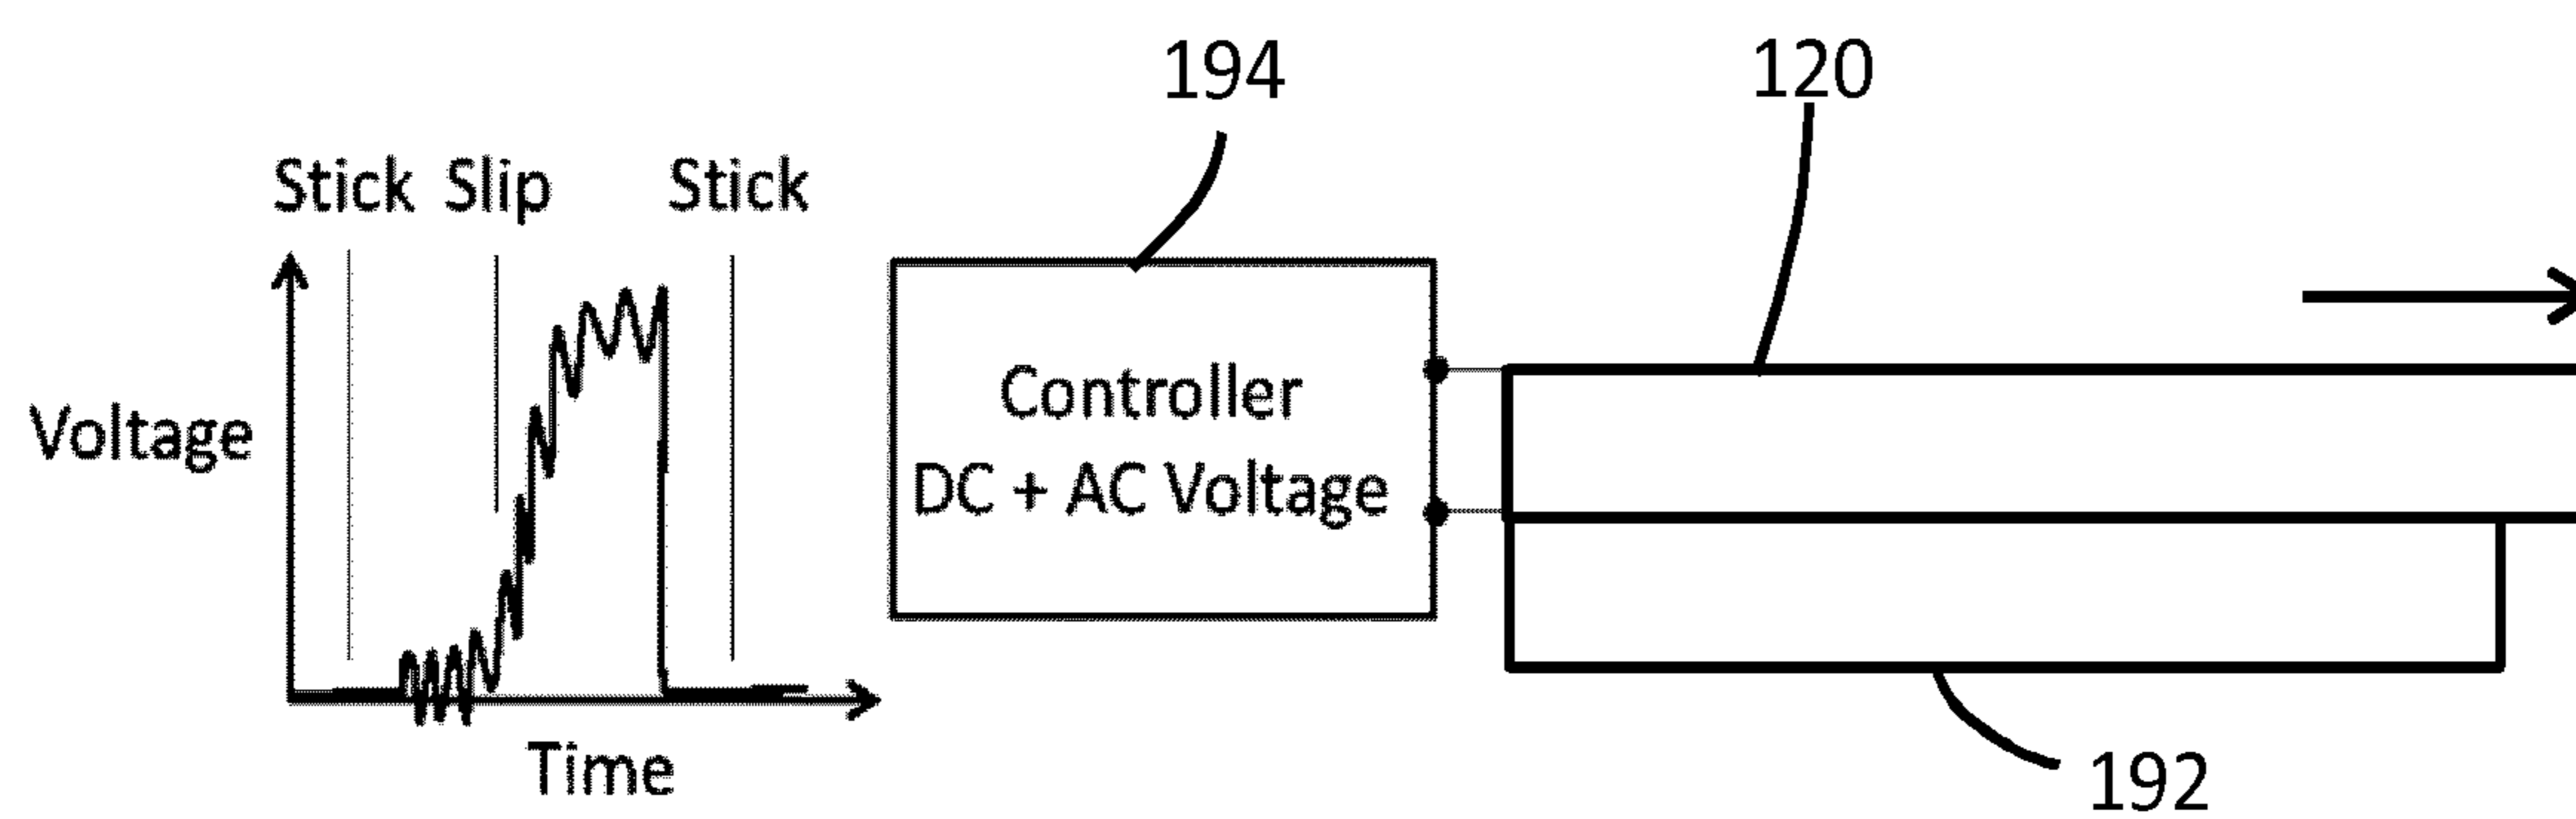 194
120
Stick Slip Stick
Voltage
Controller
DC + AC Voltage
Time
192